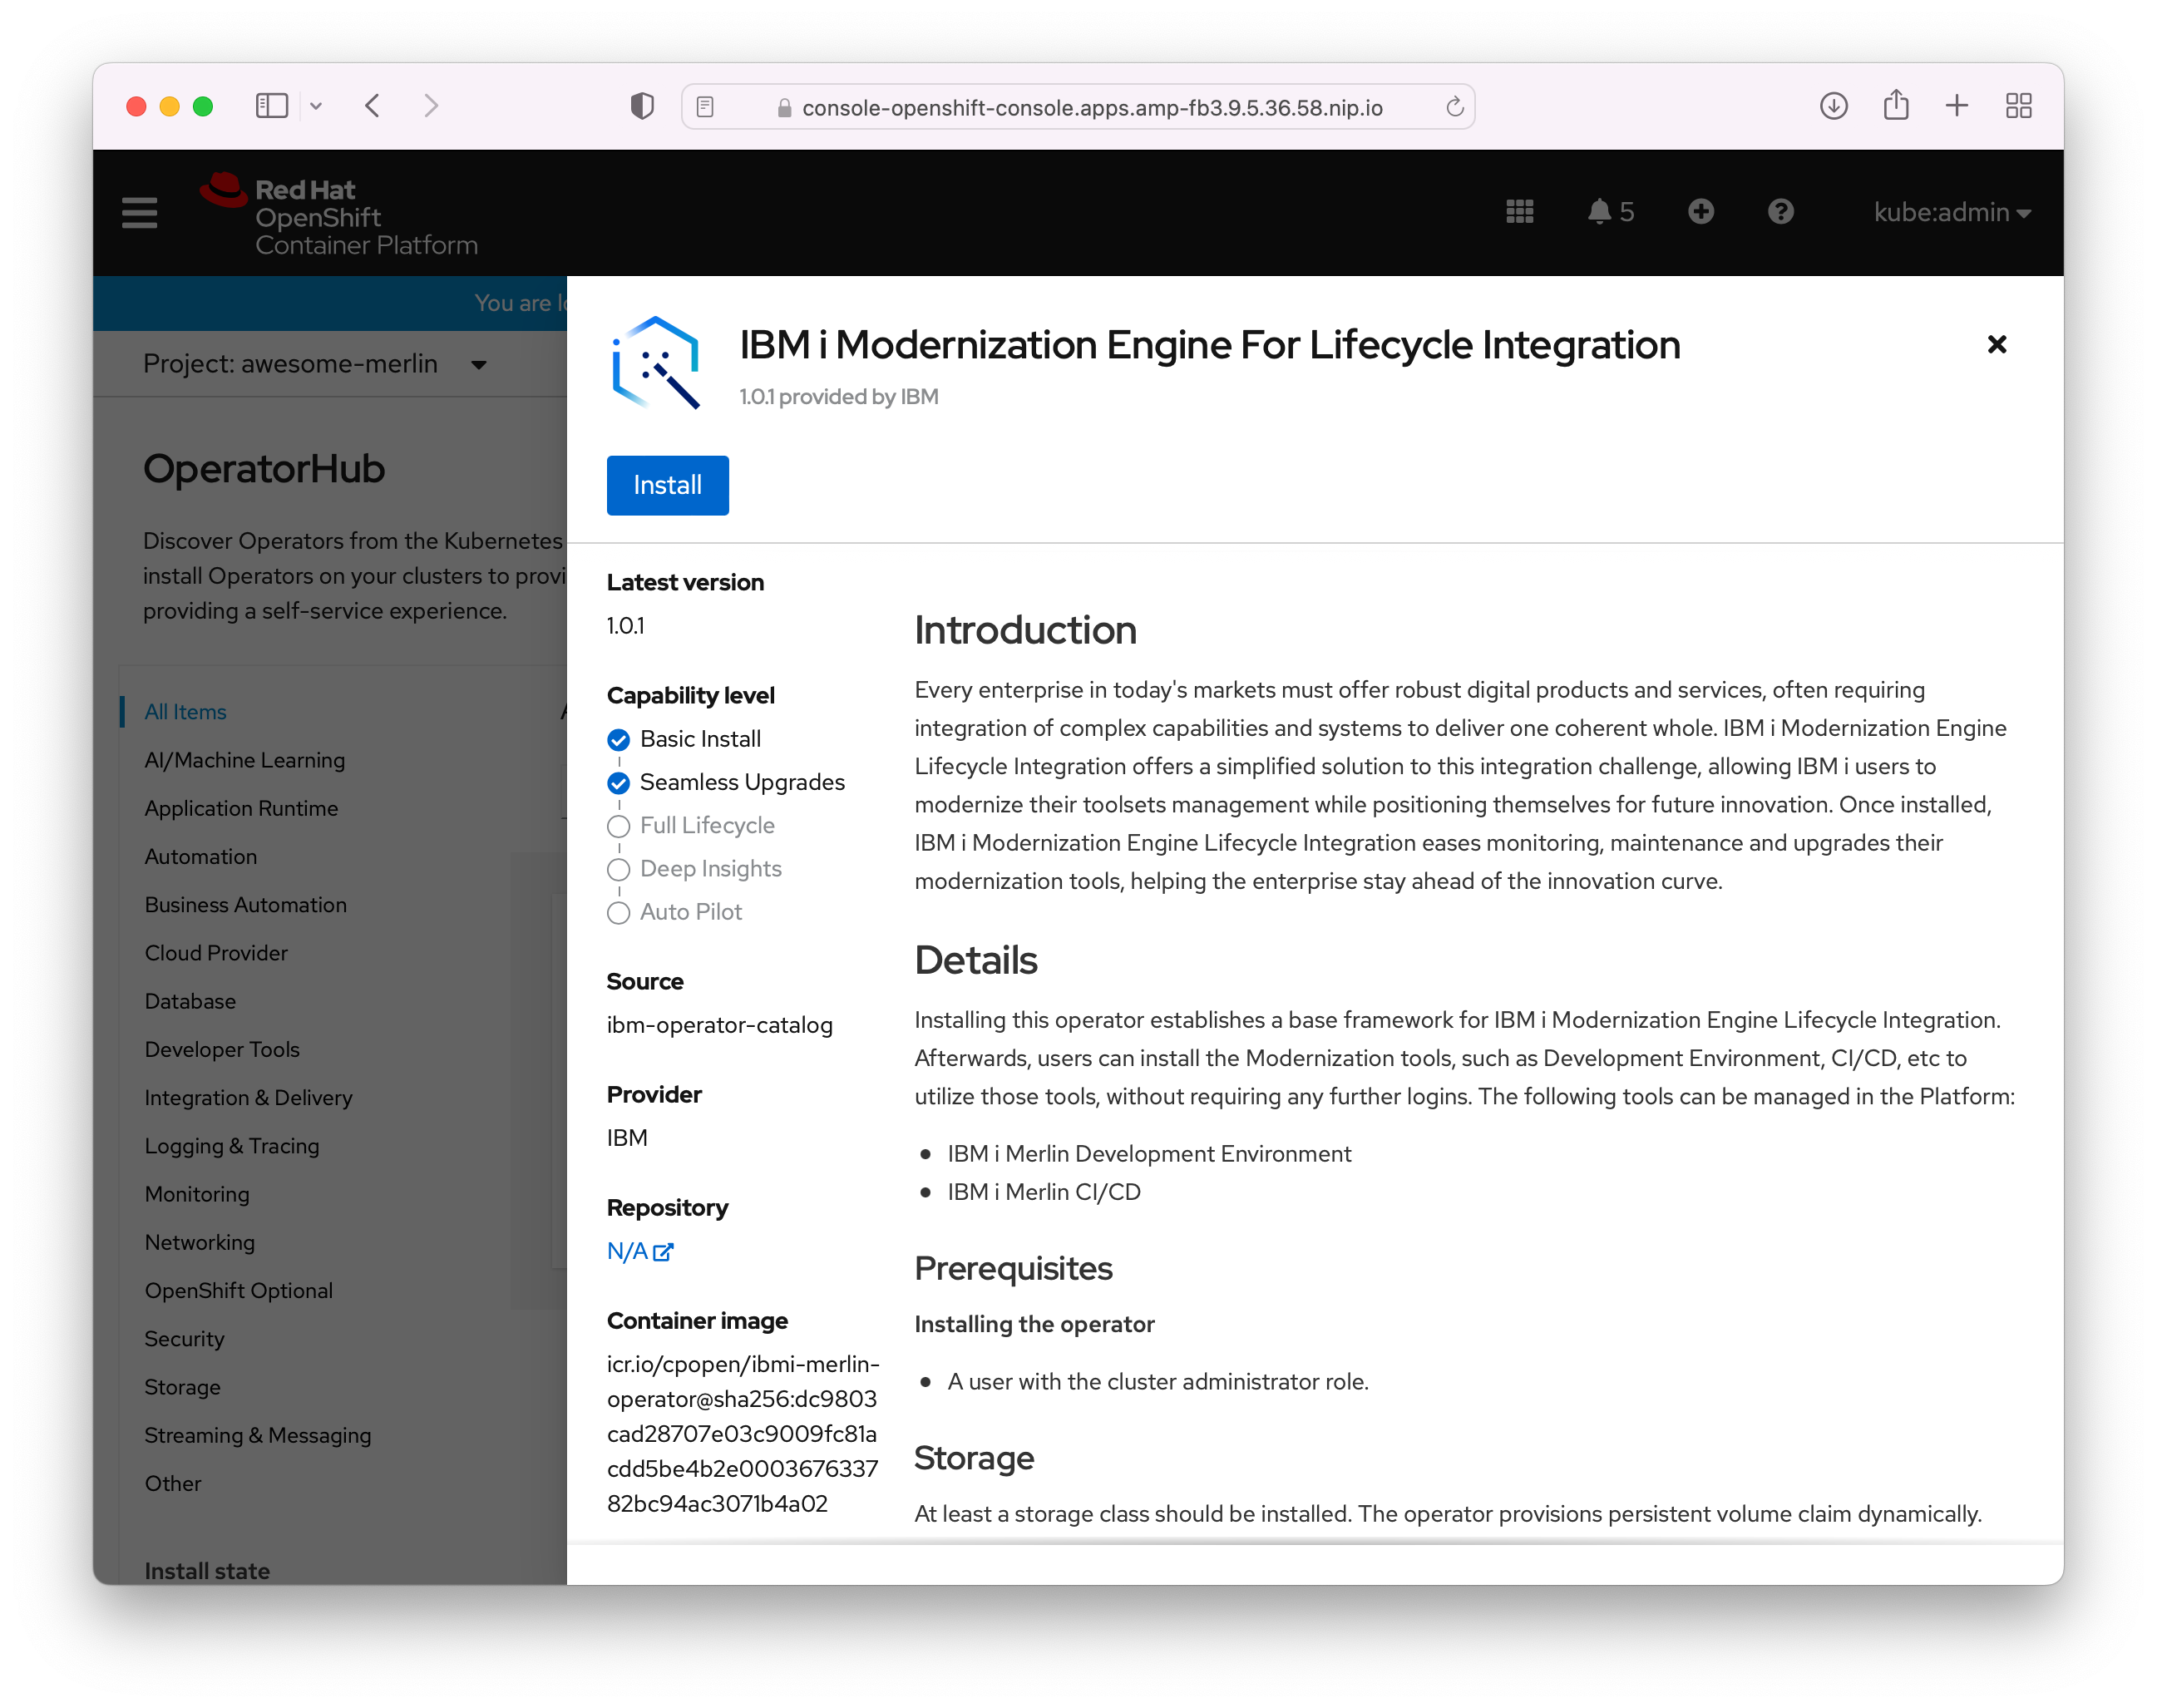 console-openshift-console.apps.amp-fb3.9.5.36.58.nip.io
Red Hat
OpenShift
Container Platform
5
kube:admin
You are
Project: awesome-merlin
OperatorHub
Discover Operators from the Kubernetes
install Operators on your clusters to provi
providing a self-service experience.
All Items
AI/Machine Learning
Application Runtime
Automation
Business Automation
Cloud Provider
Database
Developer Tools
Integration & Delivery
Logging & Tracing
Monitoring
Networking
OpenShift Optional
Security
Storage
Streaming & Messaging
Other
Install state
IBM i Modernization Engine For Lifecycle Integration
1.0.1 provided by IBM
Install
Latest version
1.0.1
Capability level
Basic Install
Seamless Upgrades
Full Lifecycle
Deep Insights
Auto Pilot
Source
ibm-operator-catalog
Provider
IBM
Repository
N/A
Container image
icr.io/cpopen/ibmi-merlin-
operator@sha256:dc9803
cad28707e03c9009fc81a
cdd5be4b2e0003676337
82bc94ac3071b4a02
Introduction
Every enterprise in today's markets must offer robust digital products and services, often requiring
integration of complex capabilities and systems to deliver one coherent whole. IBM i Modernization Engine
Lifecycle Integration offers a simplified solution to this integration challenge, allowing IBM i users to
modernize their toolsets management while positioning themselves for future innovation. Once installed,
IBM i Modernization Engine Lifecycle Integration eases monitoring, maintenance and upgrades their
modernization tools, helping the enterprise stay ahead of the innovation curve.
Details
Installing this operator establishes a base framework for IBM i Modernization Engine Lifecycle Integration.
Afterwards, users can install the Modernization tools, such as Development Environment, CI/CD, etc to
utilize those tools, without requiring any further logins. The following tools can be managed in the Platform:
• IBM i Merlin Development Environment
• IBM i Merlin CI/CD
Prerequisites
Installing the operator
• A user with the cluster administrator role.
Storage
At least a storage class should be installed. The operator provisions persistent volume claim dynamically.